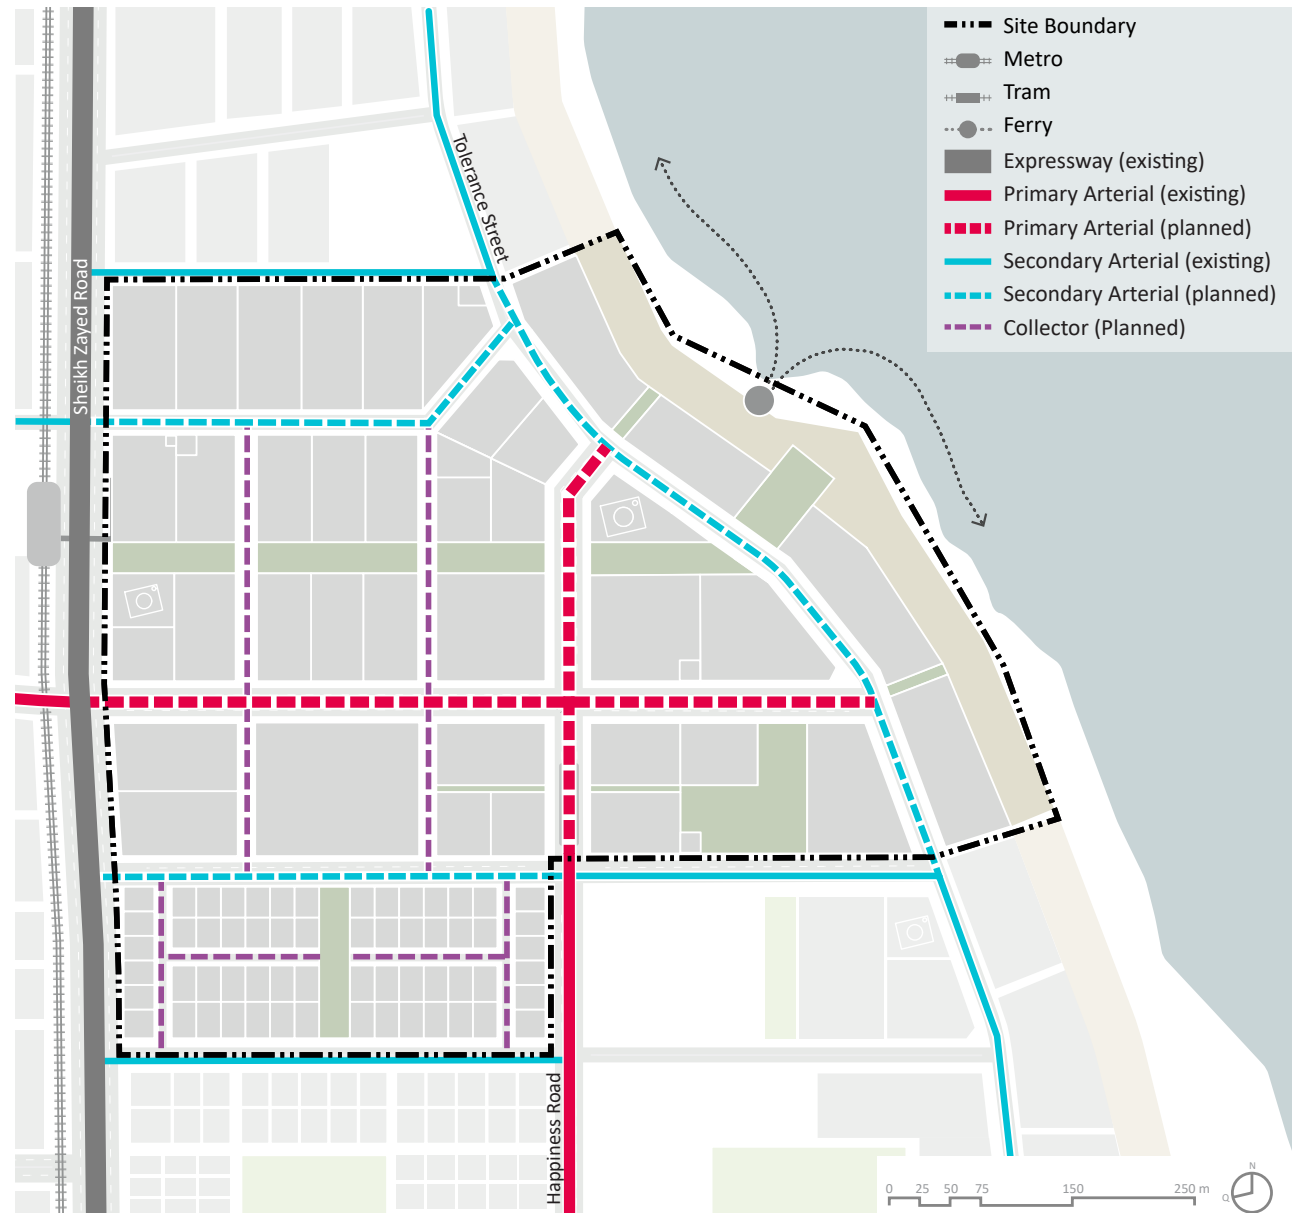 Site Boundary
Metro
Tram
Ferry
Expressway (existing)
Primary Arterial (existing)
Primary Arterial (planned)
Secondary Arterial (existing)
Secondary Arterial (planned)
Collector (Planned)
Tolerance Street
Sheikh Zayed Road
Happiness Road
0 25 50 75 150 250 m
N
Q